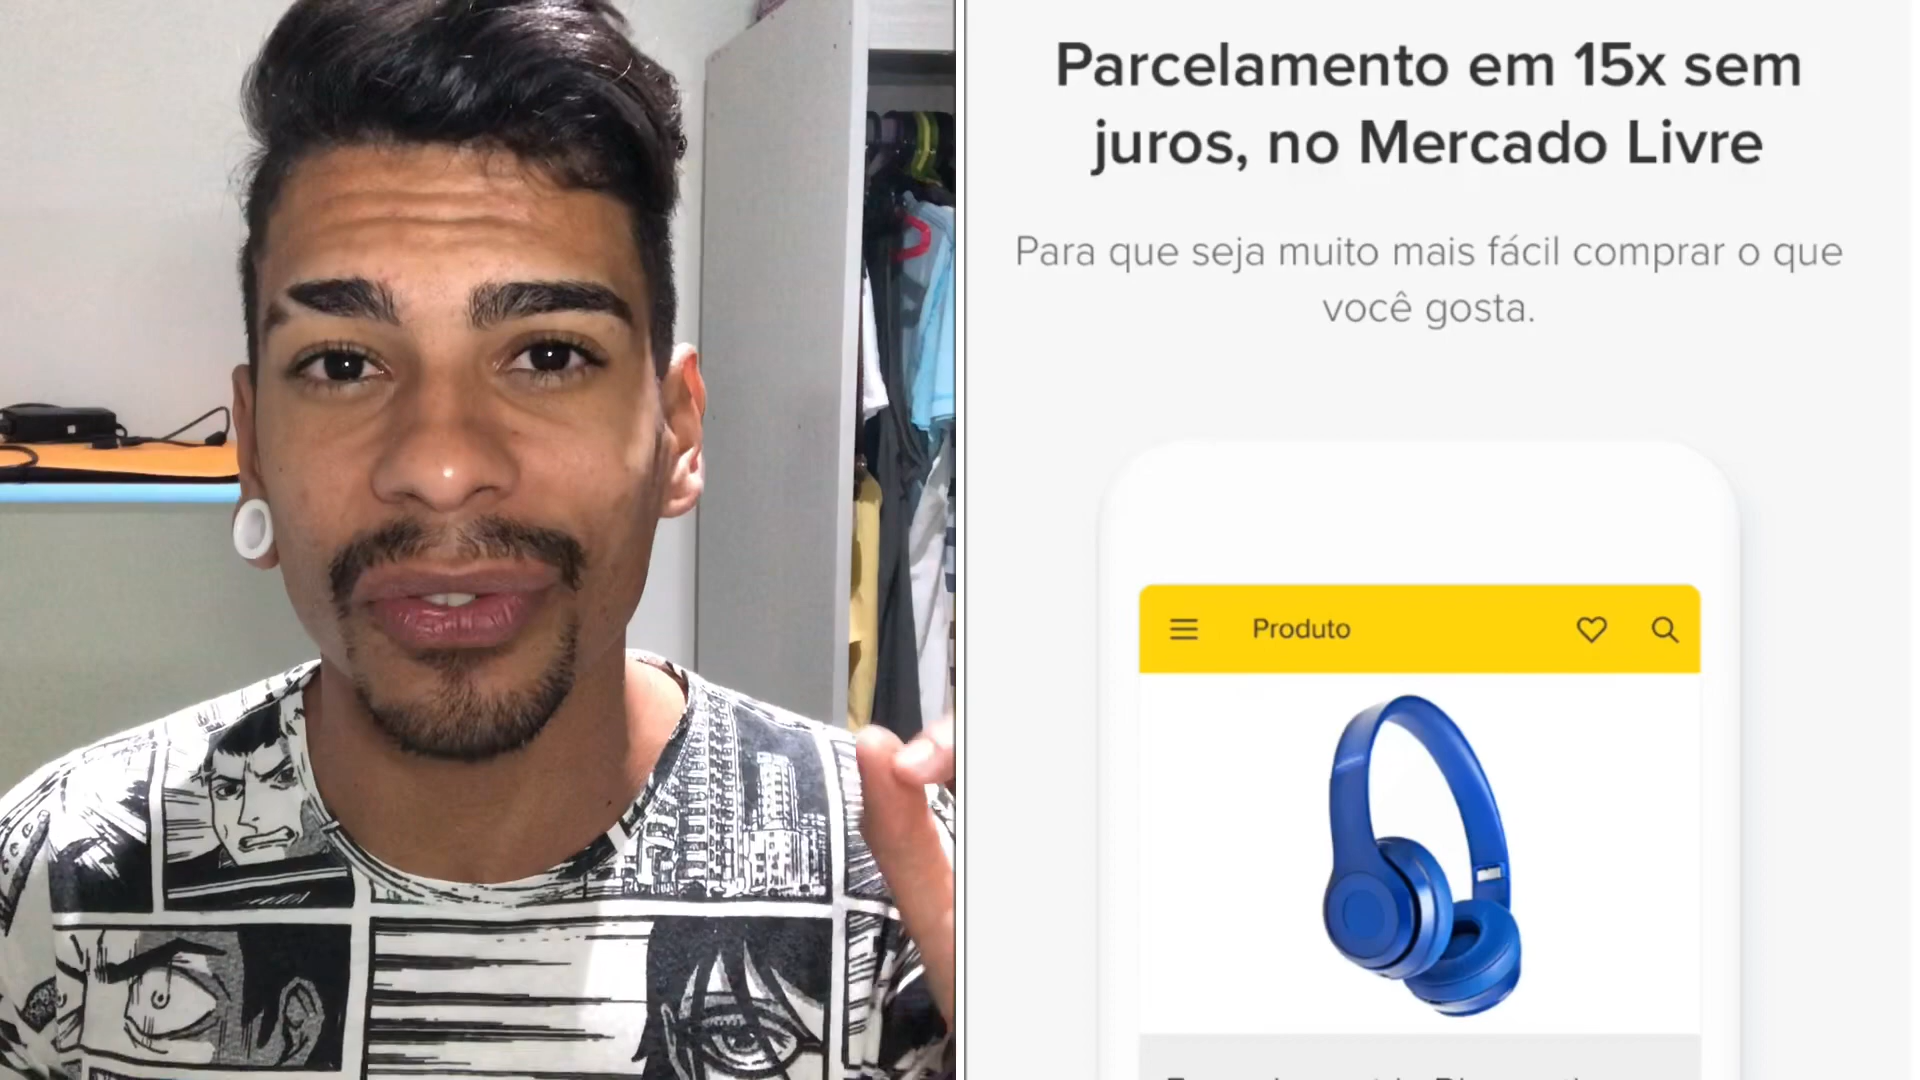 Parcelamento em 15x sem
juros, no Mercado Livre
Para que seja muito mais fácil comprar o que
você gosta.
Produto